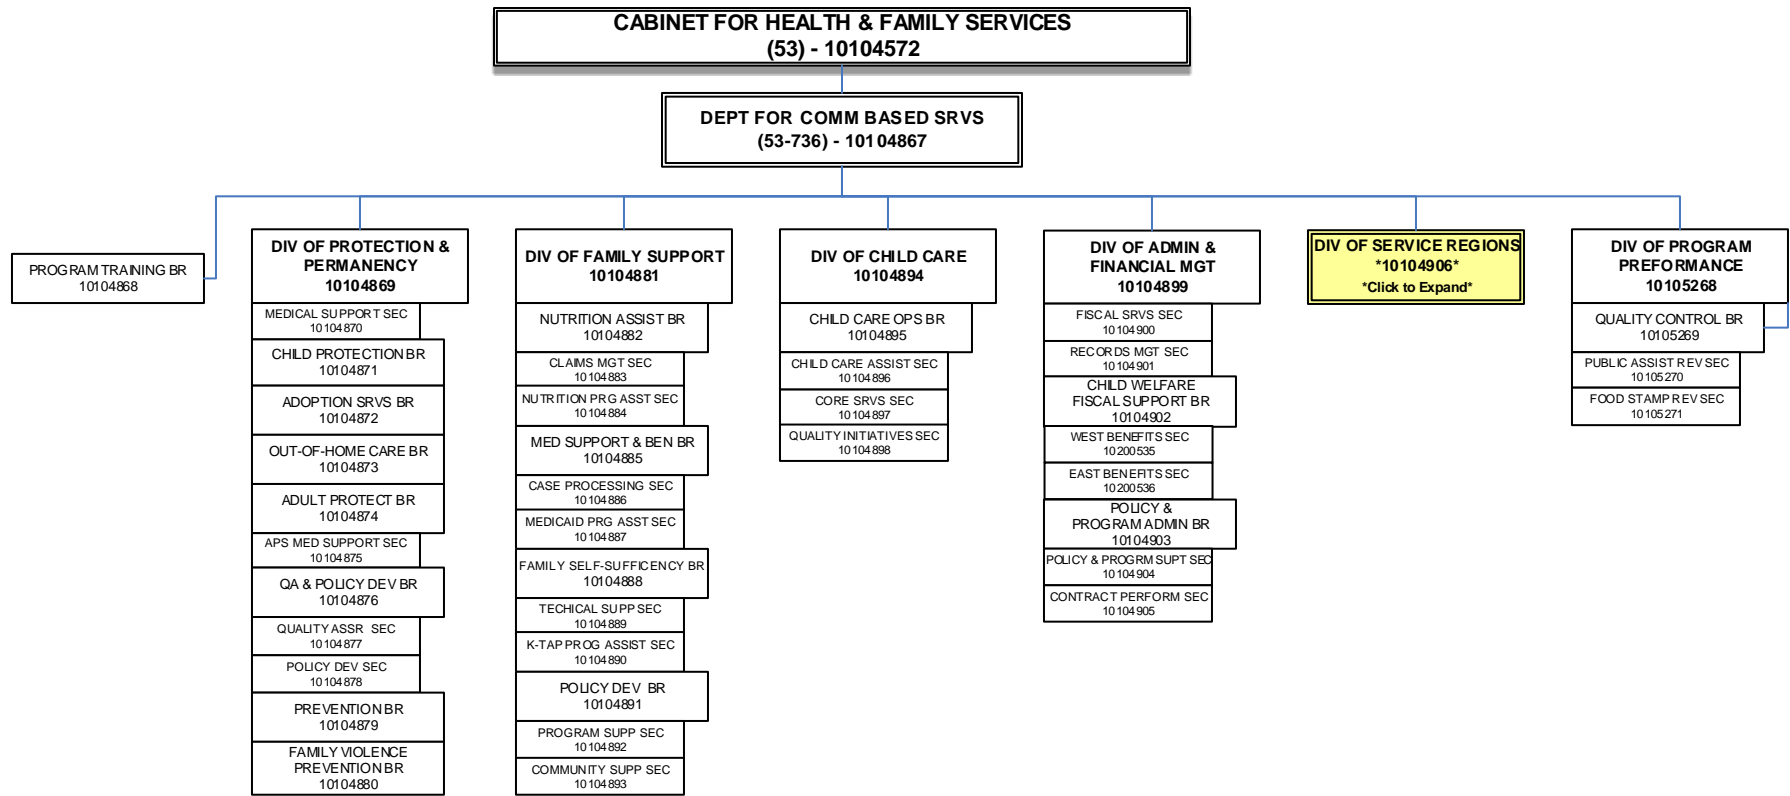 CABINET FOR HEALTH & FAMILY SERVICES
(53) - 10104572
DEPT FOR COMM BASED SRVS
(53-736) - 10104867
PROGRAM TRAINING BR
10104868
DIV OF PROTECTION &
PERMANENCY
10104869
MEDICAL SUPPORT SEC
10104870
CHILD PROTECTION BR
10104871
ADOPTION SRVS BR
10104872
OUT-OF-HOME CARE BR
10104873
ADULT PROTECT BR
10104874
APS MED SUPPORT SEC
10104875
QA & POLICY DEV BR
10104876
QUALITY ASSR SEC
10104877
POLICY DEV SEC
10104878
PREVENTION BR
10104879
FAMILY VIOLENCE
PREVENTION BR
10104880
DIV OF FAMILY SUPPORT
10104881
NUTRITION ASSIST BR
10104882
CLAIMS MGT SEC
10104883
NUTRITION PRG ASST SEC
10104884
MED SUPPORT & BEN BR
10104885
CASE PROCESSING SEC
10104886
MEDICAID PRG ASST SEC
10104887
FAMILY SELF-SUFFICENCY BR
10104888
TECHICAL SUPP SEC
10104889
K-TAP PROG ASSIST SEC
10104890
POLICY DEV BR
10104891
PROGRAM SUPP SEC
10104892
COMMUNITY SUPP SEC
10104893
DIV OF CHILD CARE
10104894
CHILD CARE OPS BR
10104895
CHILD CARE ASSIST SEC
10104896
CORE SRVS SEC
10104897
QUALITY INITIATIVES SEC
10104898
DIV OF ADMIN &
FINANCIAL MGT
10104899
FISCAL SRVS SEC
10104900
RECORDS MGT SEC
10104901
CHILD WELFARE
FISCAL SUPPORT BR
10104902
WEST BENEFITS SEC
10200535
EAST BENEFITS SEC
10200536
POLICY &
PROGRAM ADMIN BR
10104903
POLICY & PROGRM SUPT SEC
10104904
CONTRACT PERFORM SEC
10104905
DIV OF SERVICE REGIONS
*10104906*
*Click to Expand*
DIV OF PROGRAM
PREFORMANCE
10105268
QUALITY CONTROL BR
10105269
PUBLIC ASSIST REV SEC
10105270
FOOD STAMP REV SEC
10105271